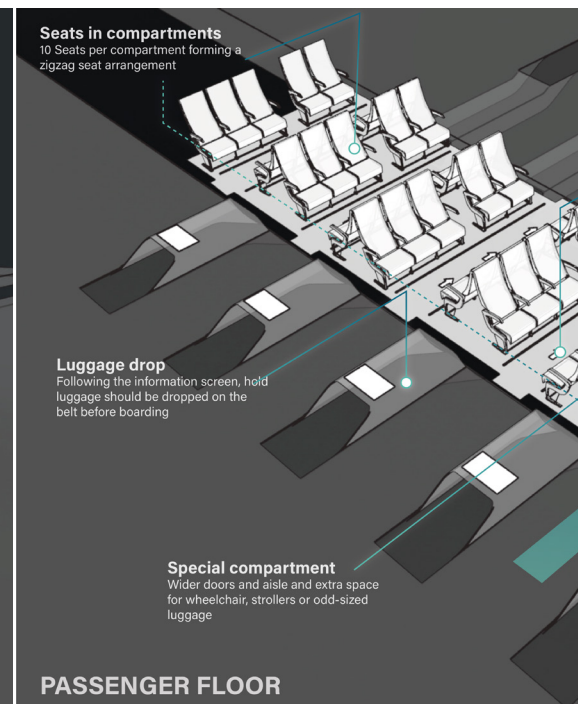 Seats in compartments
10 Seats per compartment forming a
zigzag seat arrangement
Luggage drop
Following the information screen, hold
luggage should be dropped on the
belt before boarding
Special compartment
Wider doors and aisle and extra space
for wheelchair, strollers or odd-sized
luggage
PASSENGER FLOOR